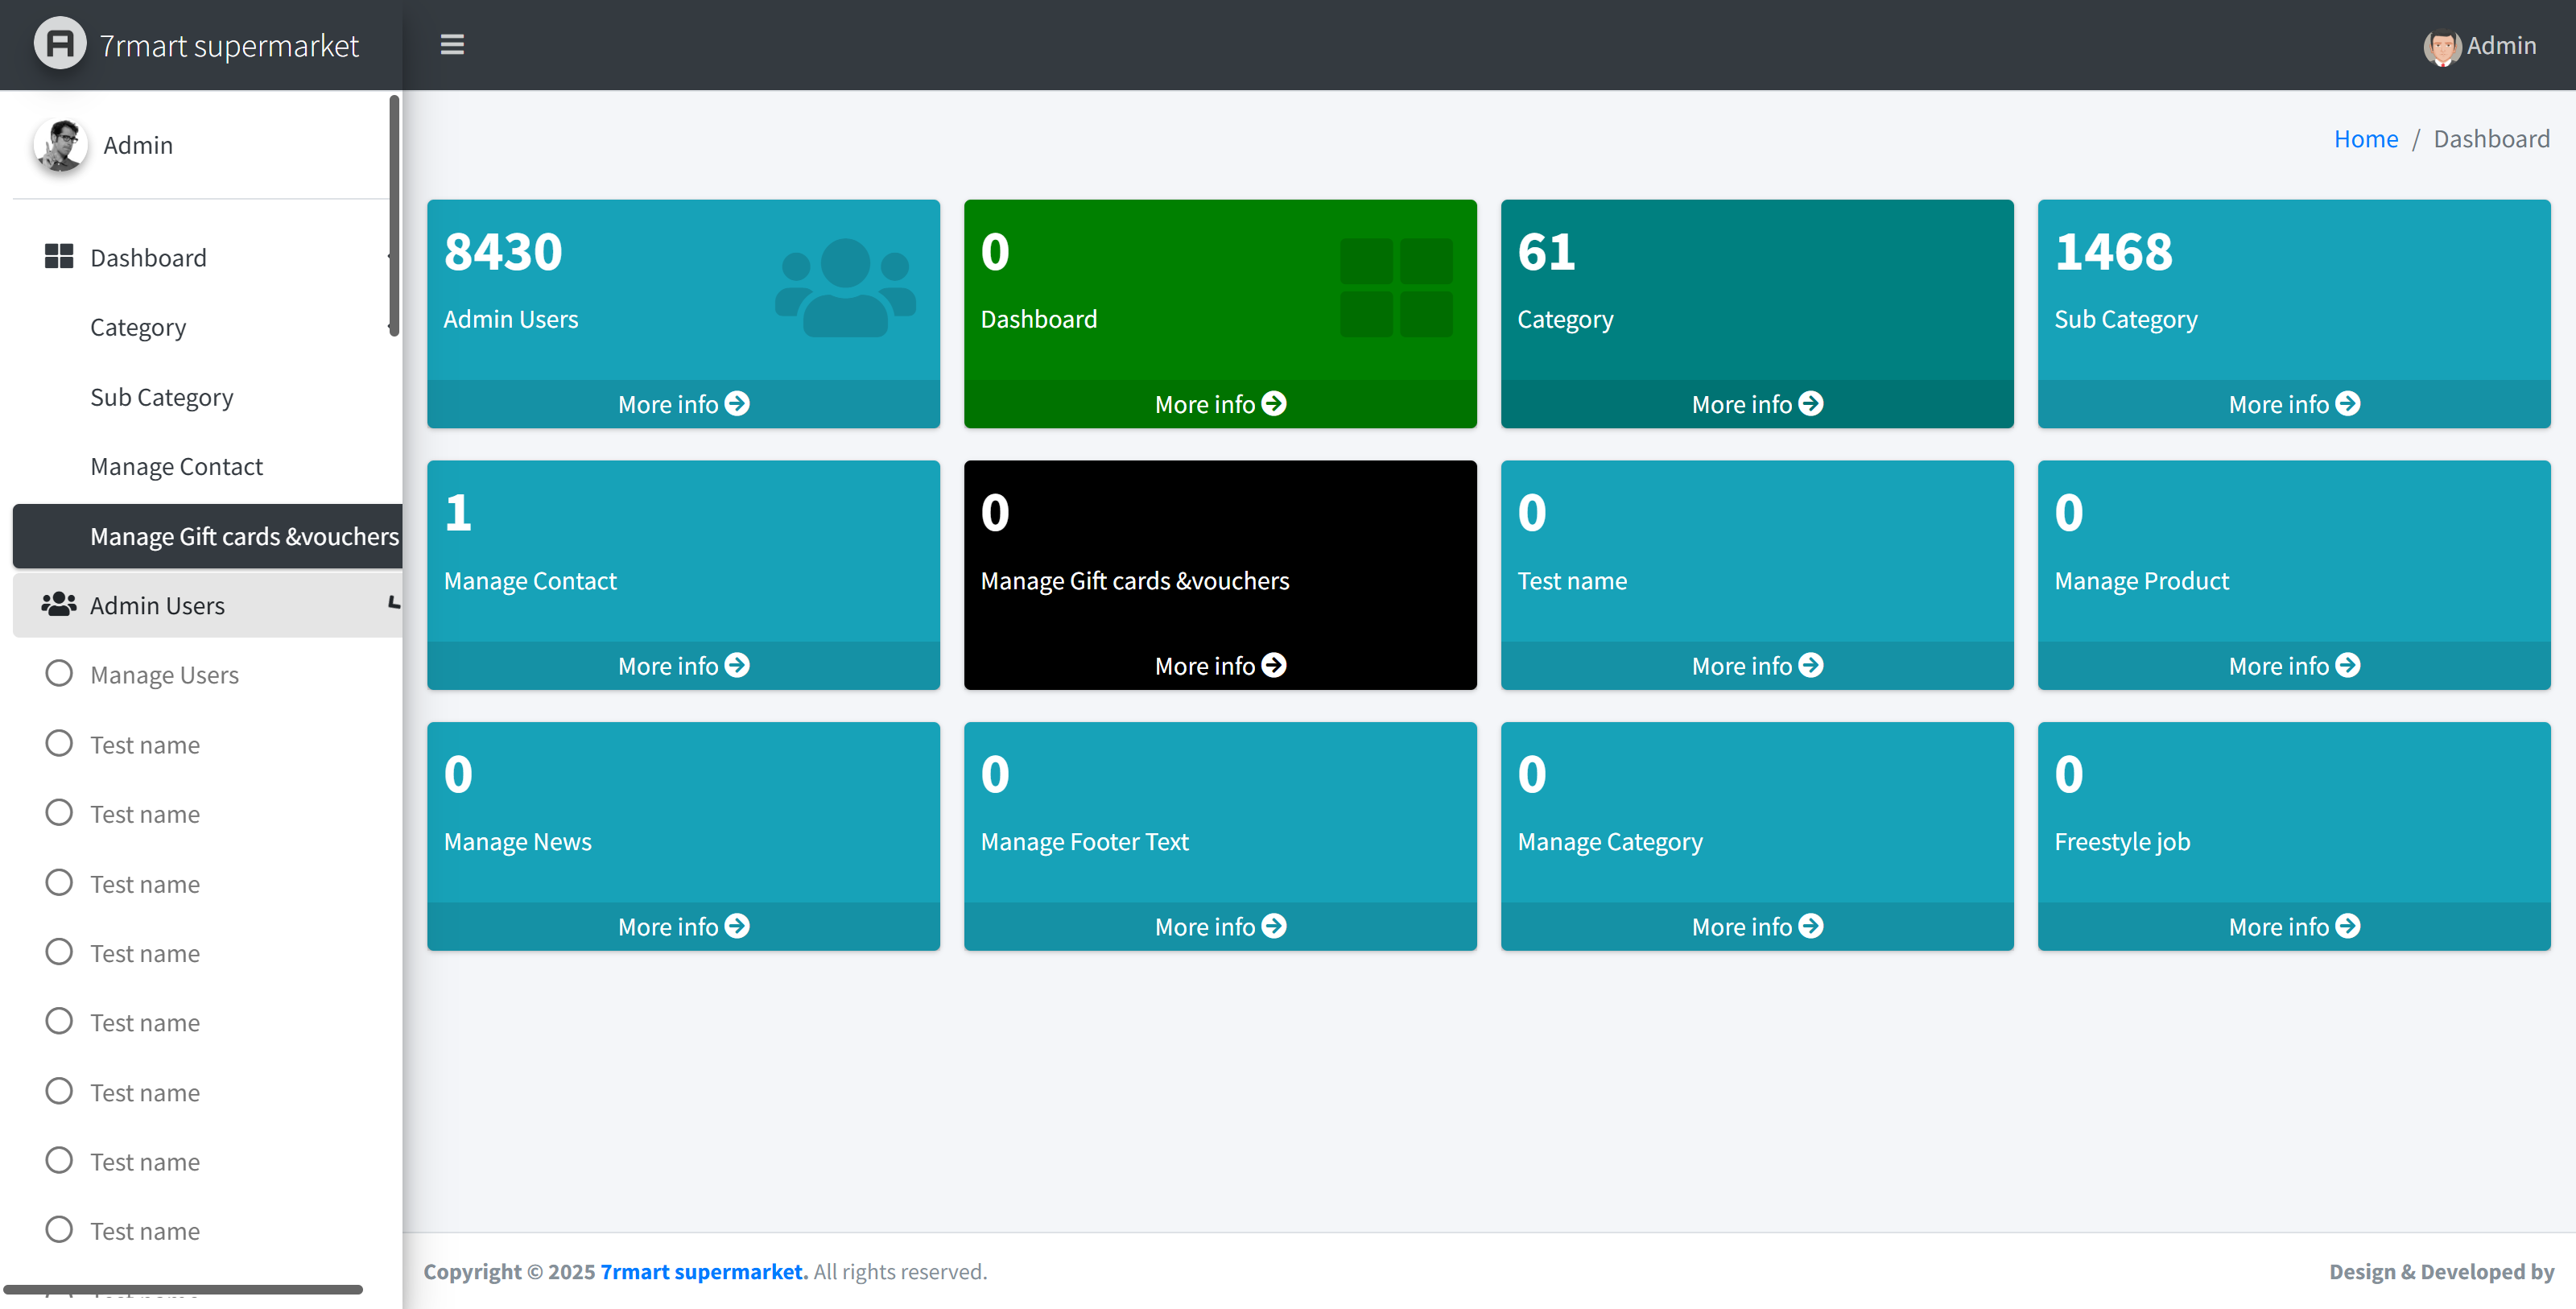 7rmart supermarket
Admin
Admin
Home / Dashboard
Dashboard
Category
Sub Category
Manage Contact
Manage Gift cards &vouchers
Admin Users
Manage Users
Test name
Test name
Test name
Test name
Test name
Test name
Test name
Test name
8430
Admin Users
More info
0
Dashboard
More info
61
Category
More info
1468
Sub Category
More info
1
Manage Contact
More info
0
Manage Gift cards &vouchers
More info
0
Test name
More info
0
Manage Product
More info
0
Manage News
More info
0
Manage Footer Text
More info
0
Manage Category
More info
0
Freestyle job
More info
Copyright © 2025 7rmart supermarket. All rights reserved.
Design & Developed by